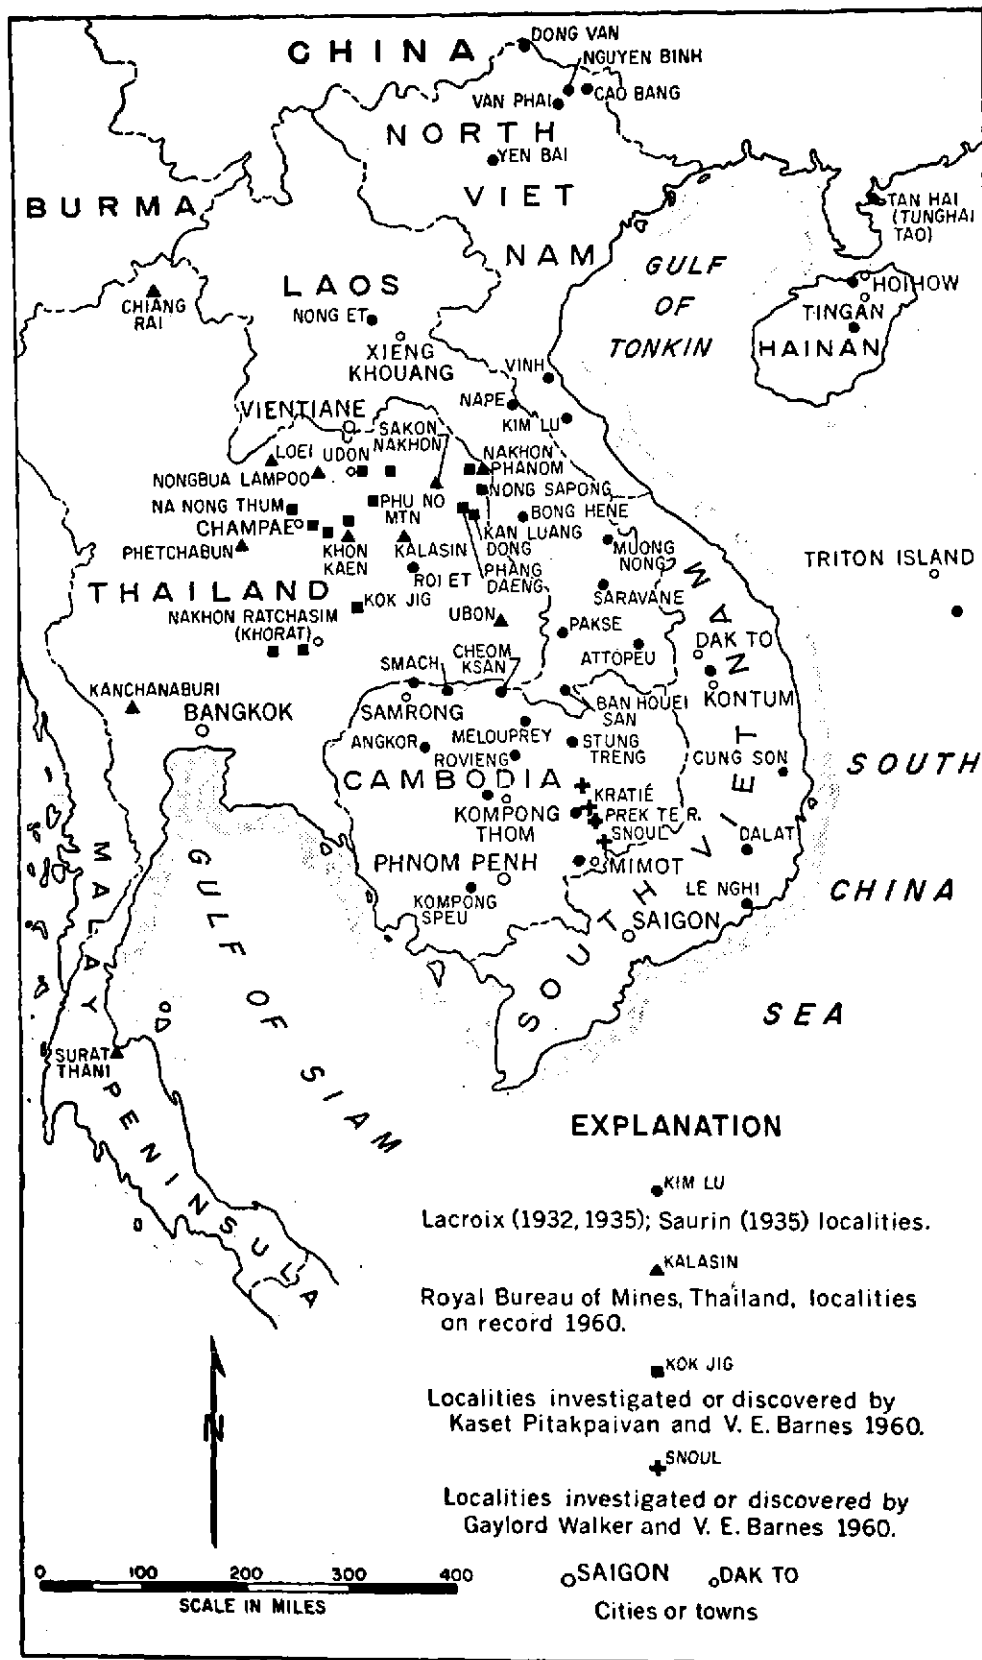 DONG VAN
CHINA
NGUYEN BINH
CAO BANG
VAN PHAI
NORTH
YEN BAI
VIET
BURMA
TAN HAI
(TUNGHAI
TAO)
NAM
GULF
OF
TONKIN
LAOS
HOIHOW
CHIANG
RAI
NONG ET
TINGAN
XIENG
KHOUANG
HAINAN
VINH
NAPE
VIENTIANE
KIM LU
SAKON
NAKHON
LOEI
UDON
NAKHON
PHANOM
NONGBUA LAMPOO
NONG SAPONG
NA NONG THUM
PHU NO
MTN
BONG HENE
CHAMPAE
KAN LUANG
DONG
PHETCHABUN
KHON
KAEN
KALASIN
MUONG
NONG
PHANG
DAENG
TRITON ISLAND
ROI ET
THAILAND
KOK JIG
SARAVANE
NAKHON RATCHASIM
(KHORAT)
UBON
PAKSE
DAK TO
ATTOPEU
CHEOM
KSAN
SMACH
KANCHANABURI
SAMRONG
BAN HOUEI
SAN
KONTUM
BANGKOK
MELOUPREY
ANGKOR
ROVIENG
STUNG
TRENG
CUNG SON
SOUTH
CAMBODIA
KRATIÉ
KOMPONG
THOM
PREK TE R.
SNOUL
DALAT
PHNOM PENH
MIMOT
KOMPONG
SPEU
LE NGHI
CHINA
SAIGON
SOUTH VIET NAM
GULF OF SIAM
SEA
MALAY PENINSULA
SURAT
THANI
EXPLANATION
KIM LU
Lacroix (1932, 1935); Saurin (1935) localities.
KALASIN
Royal Bureau of Mines, Thailand, localities
on record 1960.
KOK JIG
Localities investigated or discovered by
Kaset Pitakpaivan and V. E. Barnes 1960.
N
SNOUL
Localities investigated or discovered by
Gaylord Walker and V. E. Barnes 1960.
0 100 200 300 400
SCALE IN MILES
SAIGON DAK TO
Cities or towns